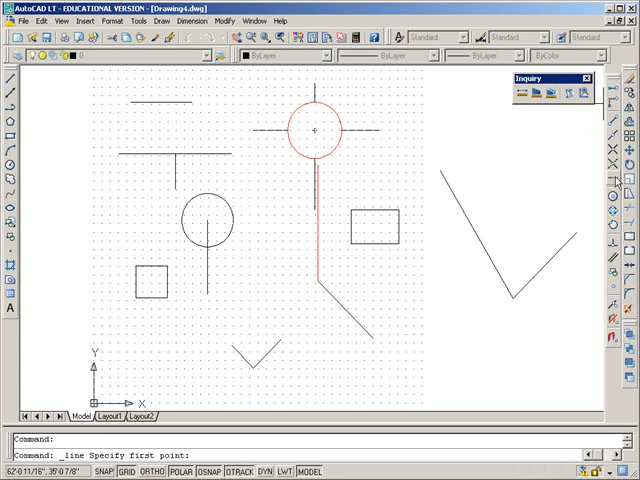 AutoCAD LT - EDUCATIONAL VERSION - [Drawing4.dwg]
File Edit View Insert Format Tools Draw Dimension Modify Window Help
Standard Standard Standard
0 ByLayer ByLayer ByLayer ByColor
Inquiry
A
Y
X
Model Layout1 Layout2
Command:
Command: _line Specify first point:
62'-0 11/16", 35'-0 7/8" SNAP GRID ORTHO POLAR OSNAP OTRACK DYN LWT MODEL